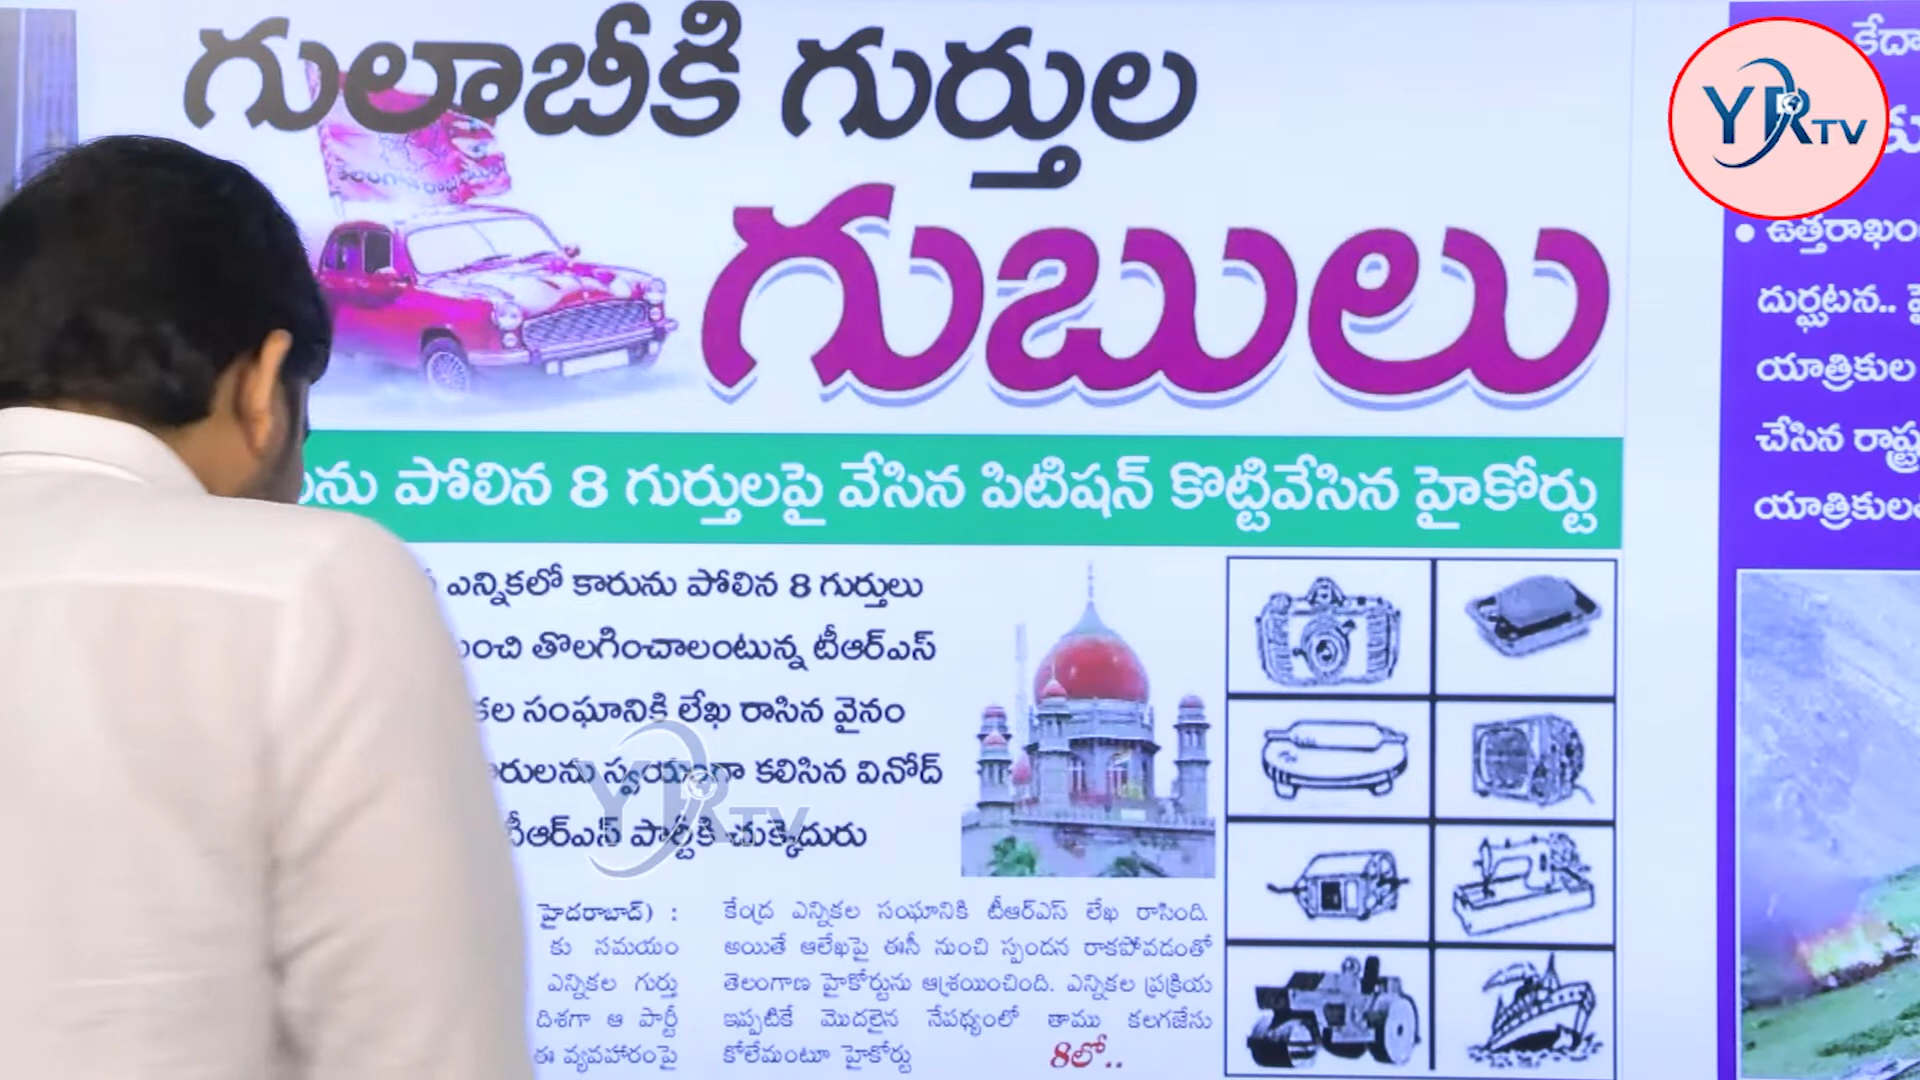 గులాబీకి గుర్తుల
గుబులు
పోలిన 8 గుర్తులపై వేసిన పిటిషన్ కొట్టివేసిన హైకోర్టు
ఎన్నికలో కారును పోలిన 8 గుర్తులు
తొలగించాలంటున్న టీఆర్ఎస్
సంఘానికి లేఖ రాసిన వైనం
స్వయంగా కలిసిన వినోద్
టీఆర్ఎస్ పార్టీకి చుక్కెదురు
హైదరాబాద్) :
కు సమయం
ఎన్నికల గుర్తు
దిశగా ఆ పార్టీ
ఈ వ్యవహారంపై
కేంద్ర ఎన్నికల సంఘానికి టీఆర్ఎస్ లేఖ రాసింది.
అయితే ఆలేఖపై ఈసీ నుంచి స్పందన రాకపోవడంతో
తెలంగాణ హైకోర్టును ఆశ్రయించింది. ఎన్నికల ప్రక్రియ
ఇప్పటికే మొదలైన నేపథ్యంలో తాము కలగజేసు
కోలేమంటూ హైకోర్టు
8లో..
YRTV
• ఉత్తరాఖం
దుర్ఘటన..
యాత్రికుల
చేసిన రాష్ట్ర
యాత్రికుల
YRTV